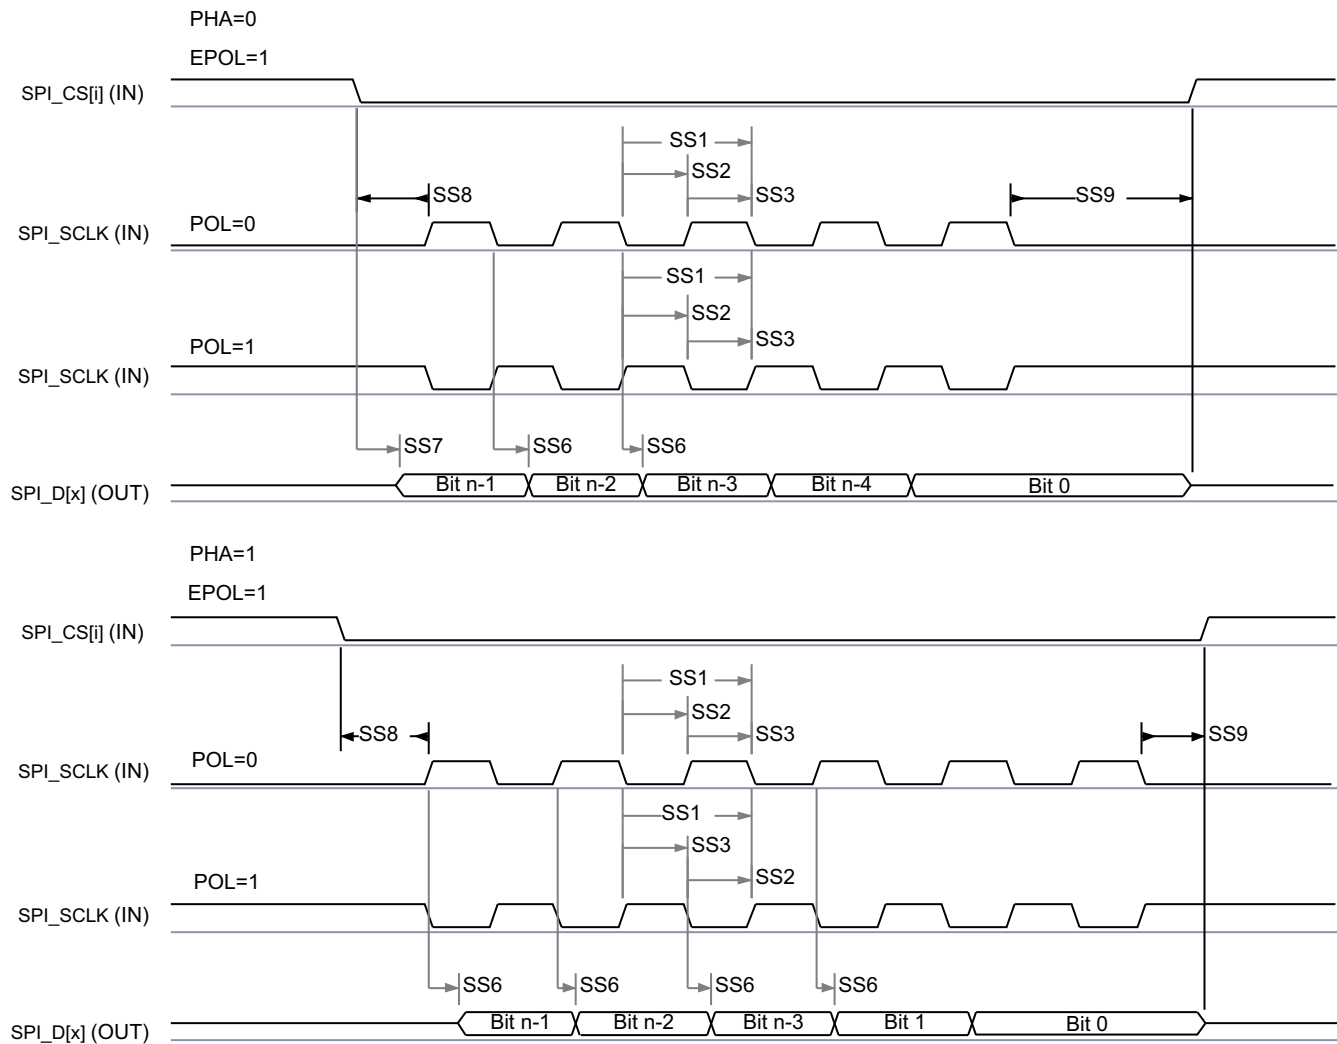 PHA=0
EPOL=1
SPI_CS[i] (IN)
SS1
SS2
SS8
SS3
SS9
POL=0
SPI_SCLK (IN)
SS1
SS2
SS3
POL=1
SPI_SCLK (IN)
SS7
SS6
SS6
SPI_D[x] (OUT)
Bit n-1
Bit n-2
Bit n-3
Bit n-4
Bit 0
PHA=1
EPOL=1
SPI_CS[i] (IN)
SS1
SS2
SS8
SS3
SS9
POL=0
SPI_SCLK (IN)
SS1
SS3
SS2
POL=1
SPI_SCLK (IN)
SS6
SS6
SS6
SS6
SPI_D[x] (OUT)
Bit n-1
Bit n-2
Bit n-3
Bit 1
Bit 0